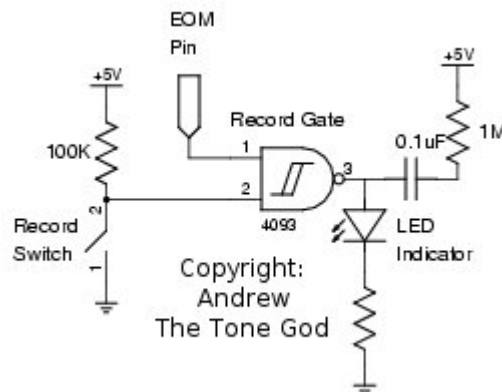 EOM
Pin
+5V
+5V
Record Gate
100K
1M
0.1uF
1
3
2
2
4093
LED
Indicator
Record
Switch
1
Copyright:
Andrew
The Tone God